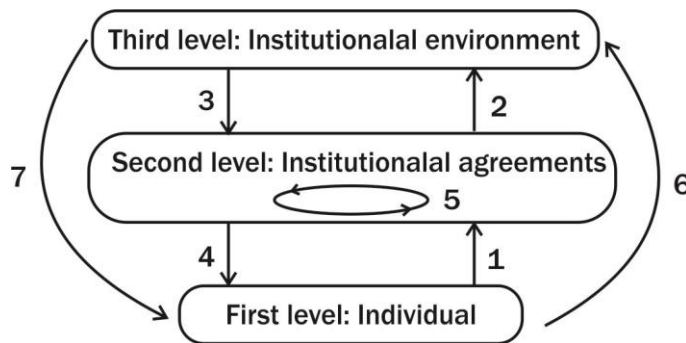 Third level: Institutionalal environment
3
2
Second level: Institutionalal agreements
7
5
6
4
1
First level: Individual